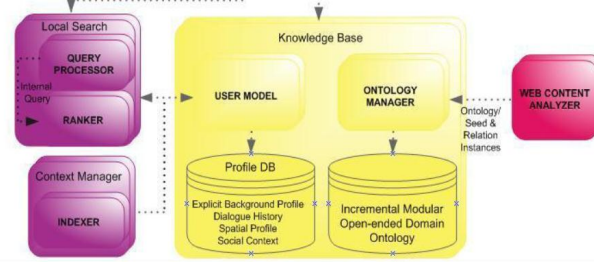 Local Search
QUERY
PROCESSOR
Internal
Query
RANKER
Context Manager
INDEXER
Knowledge Base
USER MODEL
ONTOLOGY
MANAGER
Profile DB
Explicit Background Profile
Dialogue History
Spatial Profile
Social Context
Incremental Modular
Open-ended Domain
Ontology
Ontology/
Seed &
Relation
Instances
WEB CONTENT
ANALYZER